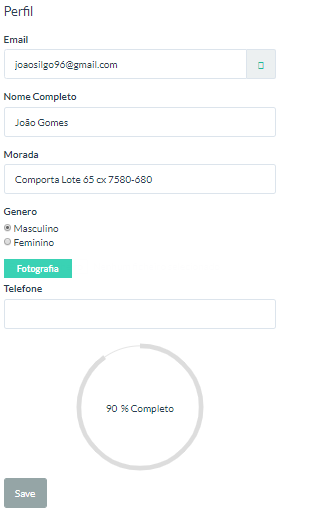 Perfil
Email
joaosilgo96@gmail.com
Nome Completo
João Gomes
Morada
Comporta Lote 65 cx 7580-680
Genero
Masculino
Feminino
Fotografia
Telefone
90 % Completo
Save